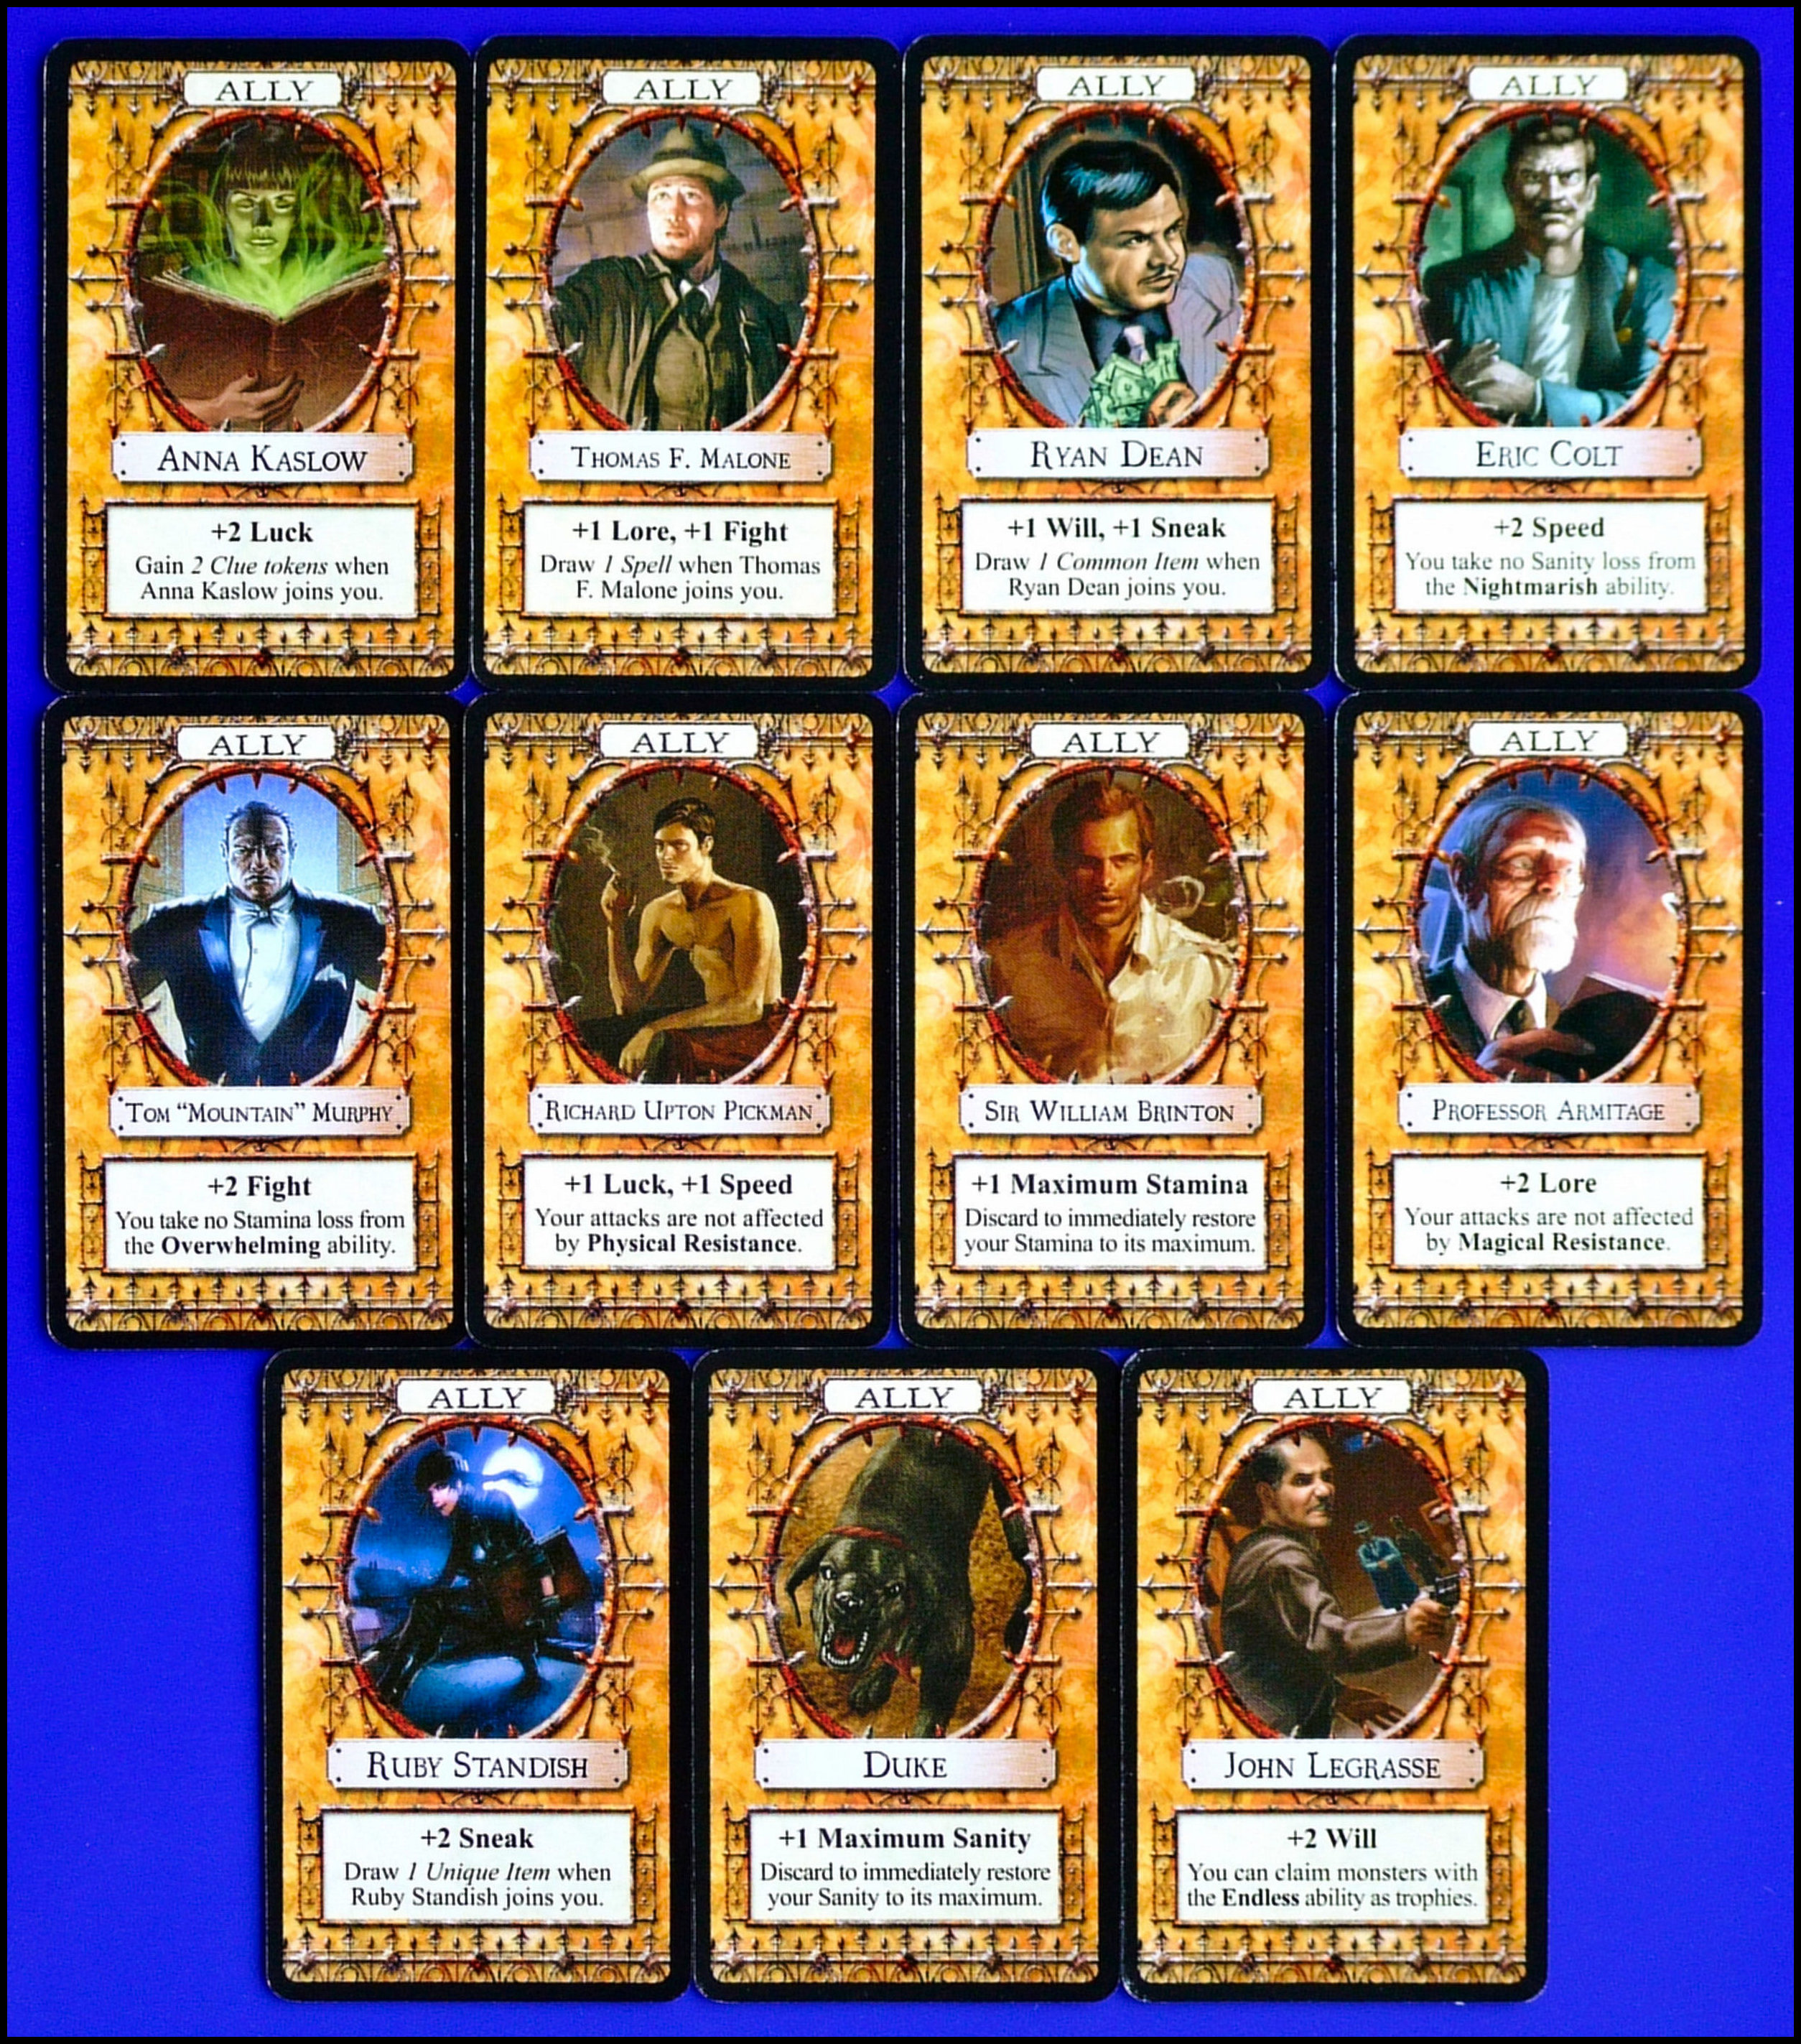 ALLY
ANNA KASLOW
+2 Luck
Gain 2 Clue tokens when
Anna Kaslow joins you.
ALLY
THOMAS F. MALONE
+1 Lore, +1 Fight
Draw 1 Spell when Thomas
F. Malone joins you.
ALLY
RYAN DEAN
+1 Will, +1 Sneak
Draw 1 Common Item when
Ryan Dean joins you.
ALLY
ERIC COLT
+2 Speed
You take no Sanity loss from
the Nightmarish ability.
ALLY
TOM “MOUNTAIN” MURPHY
+2 Fight
You take no Stamina loss from
the Overwhelming ability.
ALLY
RICHARD UPTON PICKMAN
+1 Luck, +1 Speed
Your attacks are not affected
by Physical Resistance.
ALLY
SIR WILLIAM BRINTON
+1 Maximum Stamina
Discard to immediately restore
your Stamina to its maximum.
ALLY
PROFESSOR ARMITAGE
+2 Lore
Your attacks are not affected
by Magical Resistance.
ALLY
RUBY STANDISH
+2 Sneak
Draw 1 Unique Item when
Ruby Standish joins you.
ALLY
DUKE
+1 Maximum Sanity
Discard to immediately restore
your Sanity to its maximum.
ALLY
JOHN LEGRASSE
+2 Will
You can claim monsters with
the Endless ability as trophies.